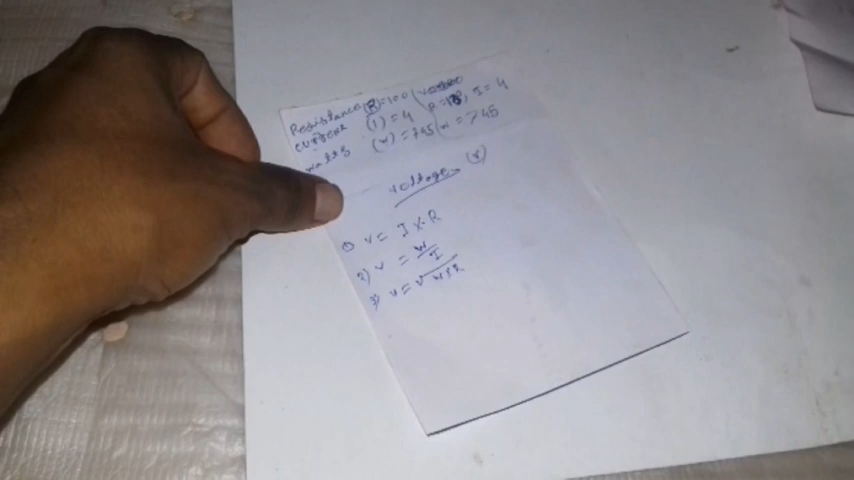 Resistance (R) = 100
current (I) = 4
watts (w) = 745
I = 4
w = 745
voltage (v)
1) v = I x R
2) v = w/I
3) v = √w x R